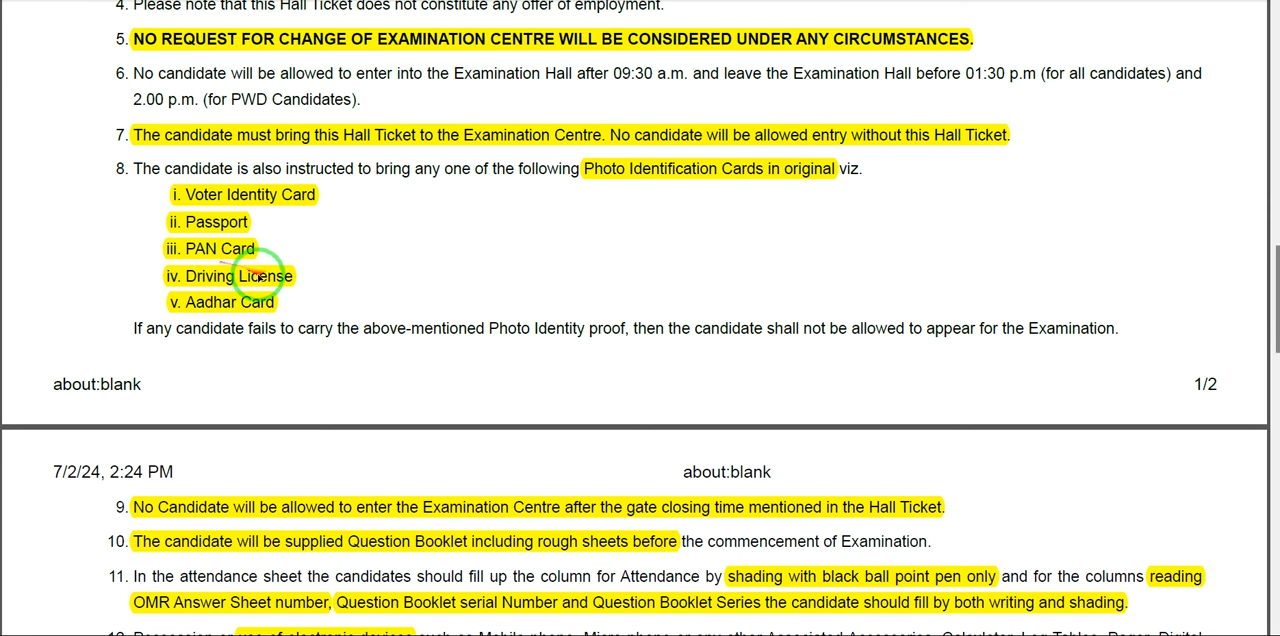 4. Please note that this Hall Ticket does not constitute any offer of employment.
5. NO REQUEST FOR CHANGE OF EXAMINATION CENTRE WILL BE CONSIDERED UNDER ANY CIRCUMSTANCES.
6. No candidate will be allowed to enter into the Examination Hall after 09:30 a.m. and leave the Examination Hall before 01:30 p.m (for all candidates) and
2.00 p.m. (for PWD Candidates).
7. The candidate must bring this Hall Ticket to the Examination Centre. No candidate will be allowed entry without this Hall Ticket.
8. The candidate is also instructed to bring any one of the following Photo Identification Cards in original viz.
i. Voter Identity Card
ii. Passport
iii. PAN Card
iv. Driving License
v. Aadhar Card
If any candidate fails to carry the above-mentioned Photo Identity proof, then the candidate shall not be allowed to appear for the Examination.
about:blank 1/2
7/2/24, 2:24 PM about:blank
9. No Candidate will be allowed to enter the Examination Centre after the gate closing time mentioned in the Hall Ticket.
10. The candidate will be supplied Question Booklet including rough sheets before the commencement of Examination.
11. In the attendance sheet the candidates should fill up the column for Attendance by shading with black ball point pen only and for the columns reading
OMR Answer Sheet number, Question Booklet serial Number and Question Booklet Series the candidate should fill by both writing and shading.